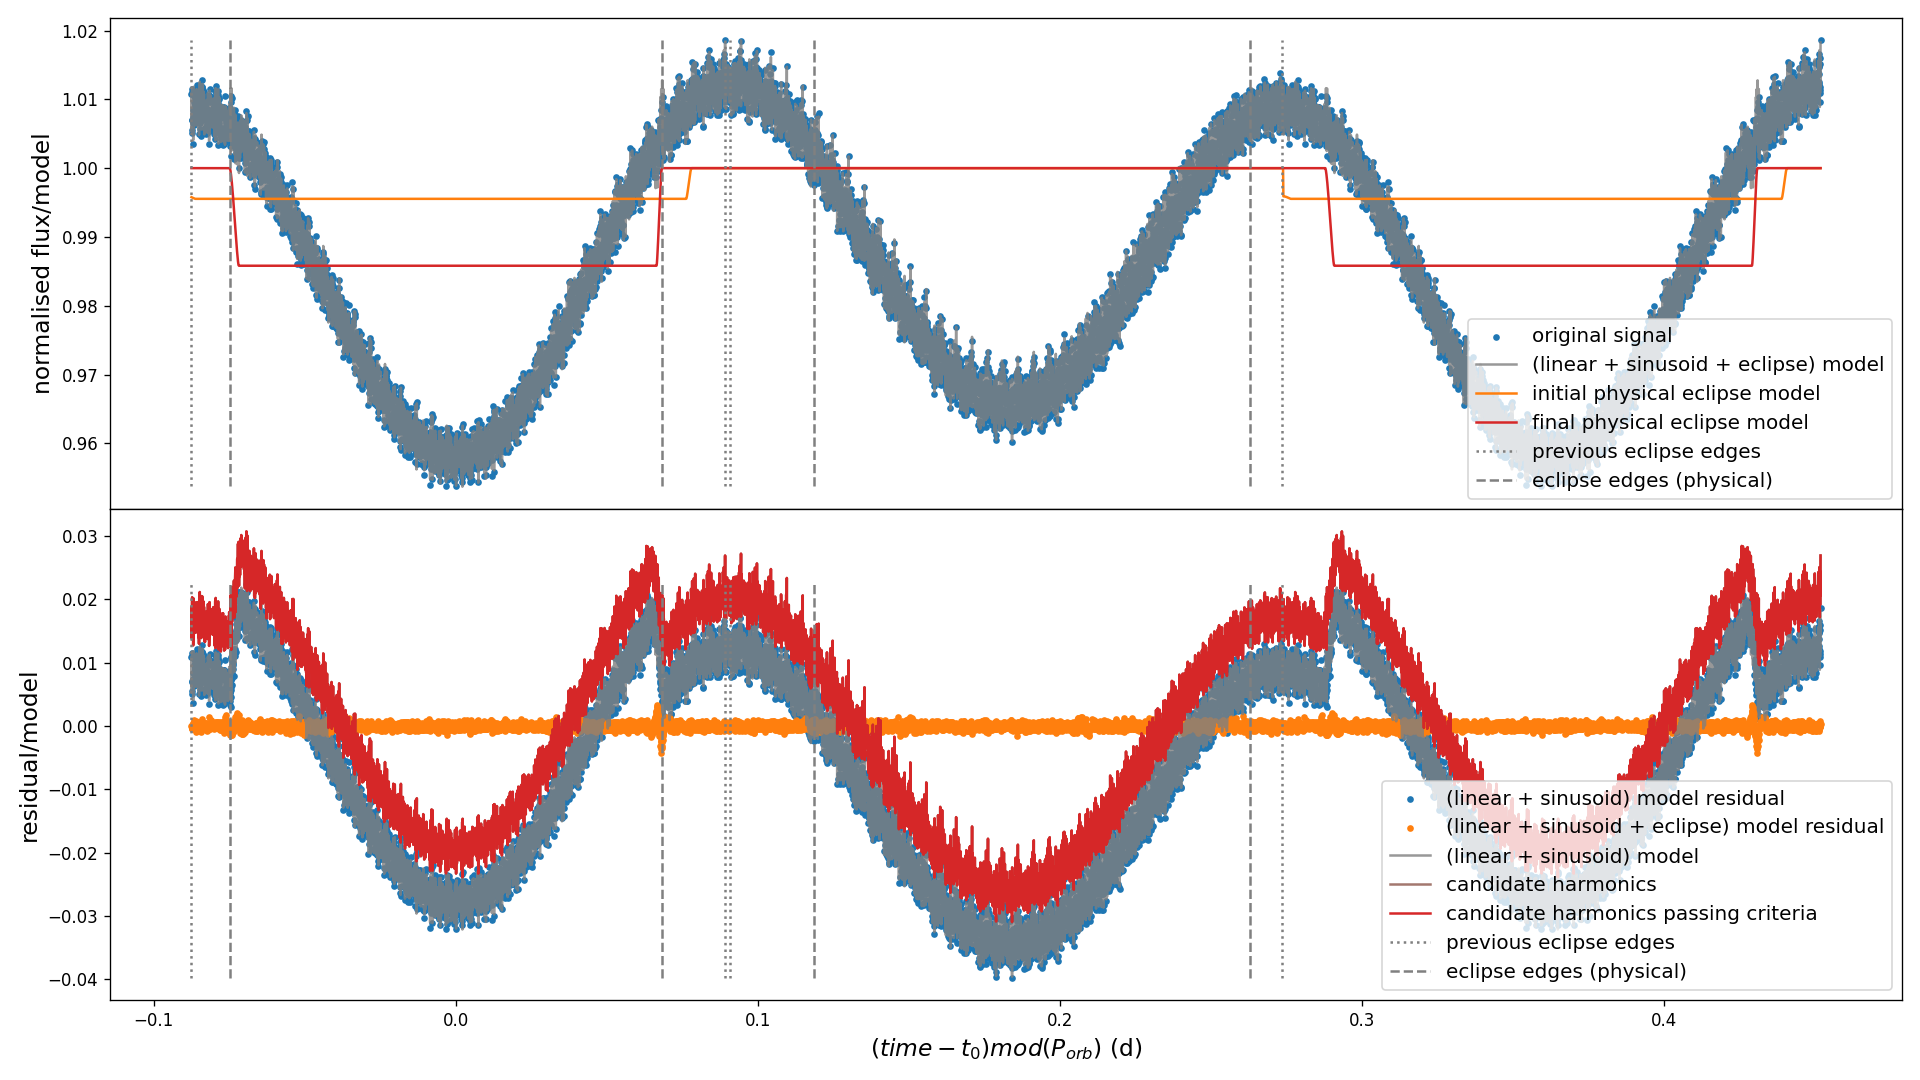 normalised flux/model
1.02
1.01
1.00
0.99
0.98
0.97
0.96
original signal
(linear + sinusoid + eclipse) model
initial physical eclipse model
final physical eclipse model
previous eclipse edges
eclipse edges (physical)
residual/model
0.03
0.02
0.01
0.00
−0.01
−0.02
−0.03
−0.04
(linear + sinusoid) model residual
(linear + sinusoid + eclipse) model residual
(linear + sinusoid) model
candidate harmonics
candidate harmonics passing criteria
previous eclipse edges
eclipse edges (physical)
−0.1 0.0 0.1 0.2 0.3 0.4
(time − t₀)mod(P_orb) (d)